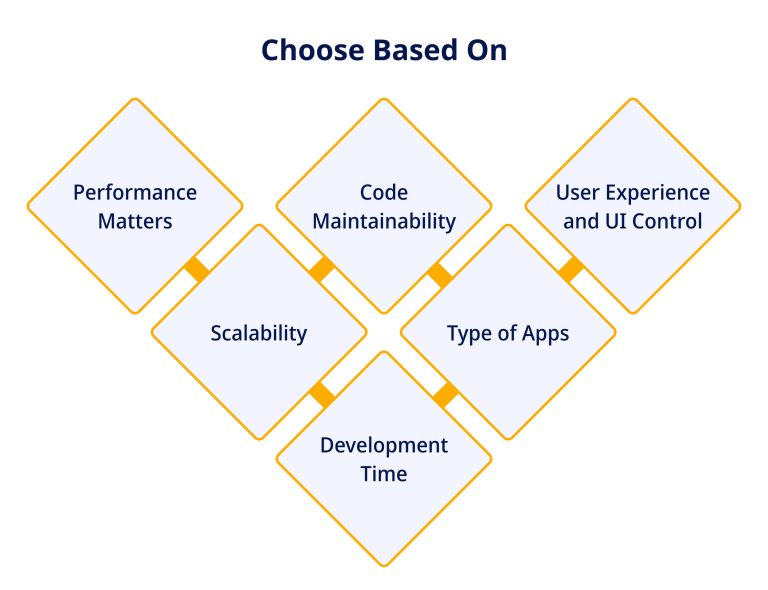 Choose Based On
Performance
Matters
Code
Maintainability
User Experience
and UI Control
Scalability
Type of Apps
Development
Time